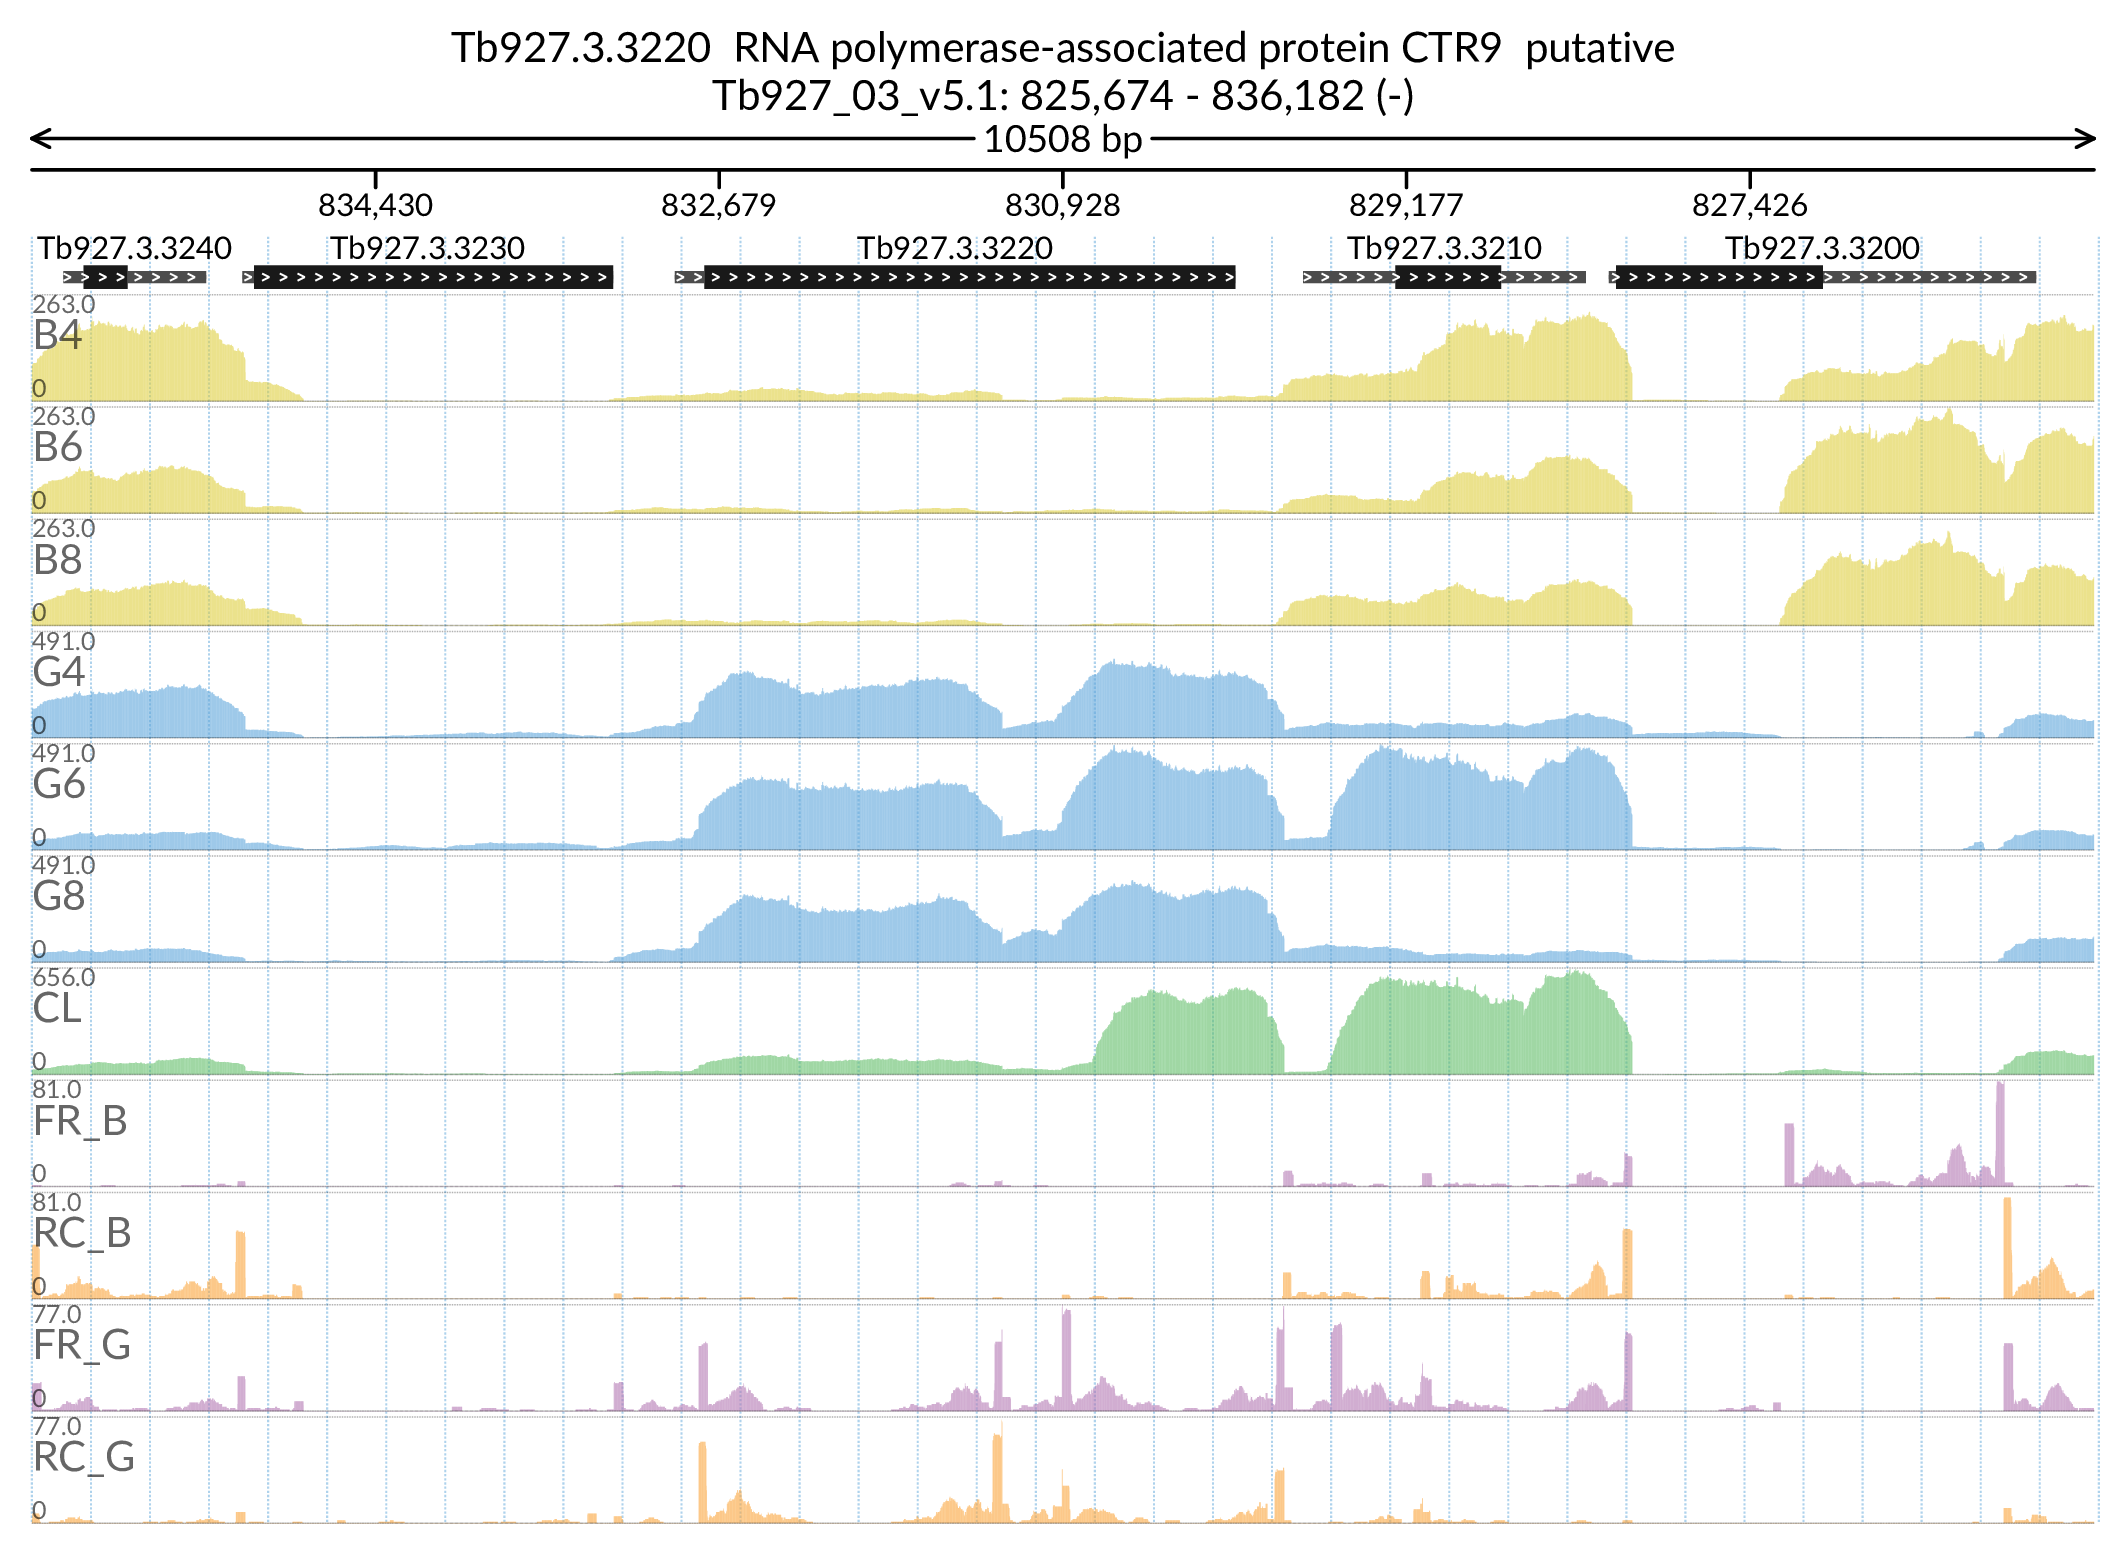 Tb927.3.3220  RNA polymerase-associated protein CTR9  putative
Tb927_03_v5.1: 825,674 - 836,182 (-)
10508 bp
834,430 832,679 830,928 829,177 827,426
Tb927.3.3240 Tb927.3.3230 Tb927.3.3220 Tb927.3.3210 Tb927.3.3200
263.0
B4
0
263.0
B6
0
263.0
B8
0
491.0
G4
0
491.0
G6
0
491.0
G8
0
656.0
CL
0
81.0
FR_B
0
81.0
RC_B
0
77.0
FR_G
0
77.0
RC_G
0